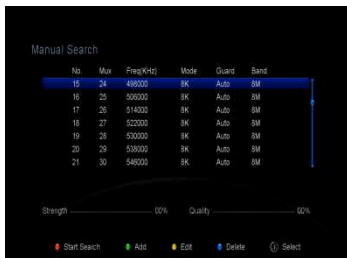 Manual Search
No. Mux Freq(KHz) Mode Guard Band
15 24 498000 8K Auto 8M
16 25 506000 8K Auto 8M
17 26 514000 8K Auto 8M
18 27 522000 8K Auto 8M
19 28 530000 8K Auto 8M
20 29 538000 8K Auto 8M
21 30 546000 8K Auto 8M
Strength 00% Quality 00%
Start Search Add Edit Delete Select